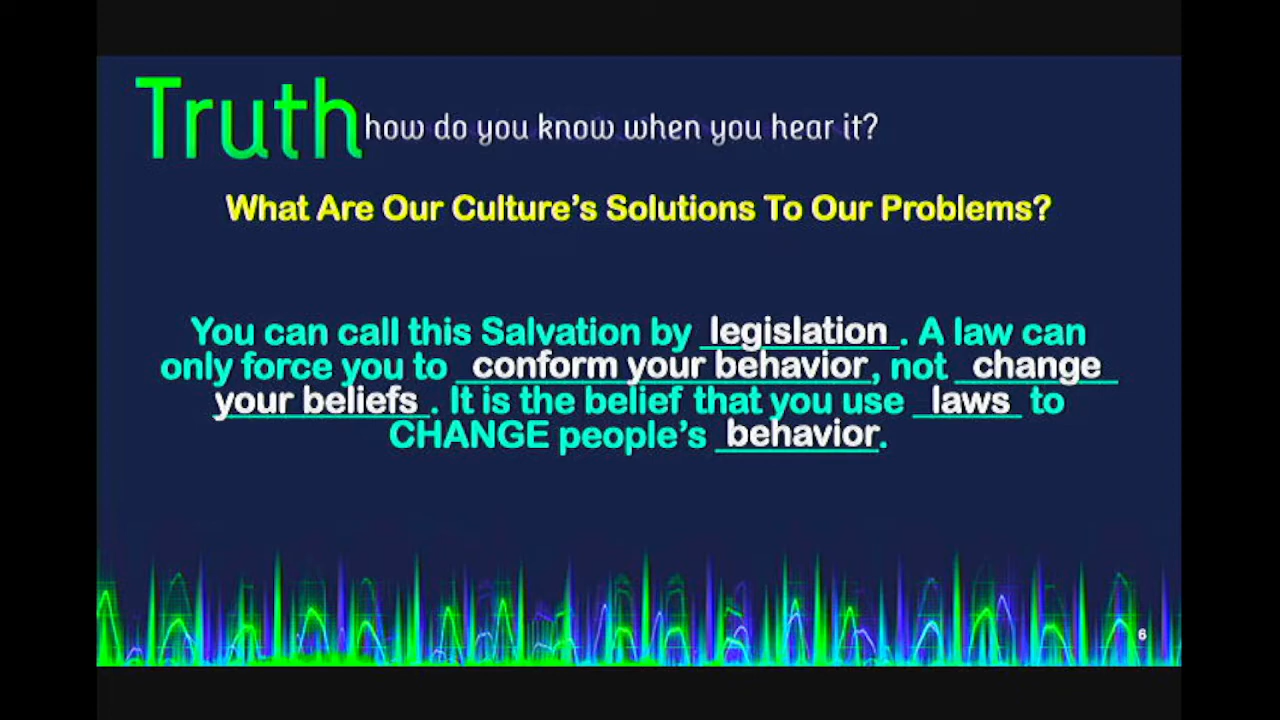 Truth how do you know when you hear it?
What Are Our Culture's Solutions To Our Problems?
You can call this Salvation by legislation. A law can
only force you to conform your behavior, not change
your beliefs. It is the belief that you use laws to
CHANGE people's behavior.
6